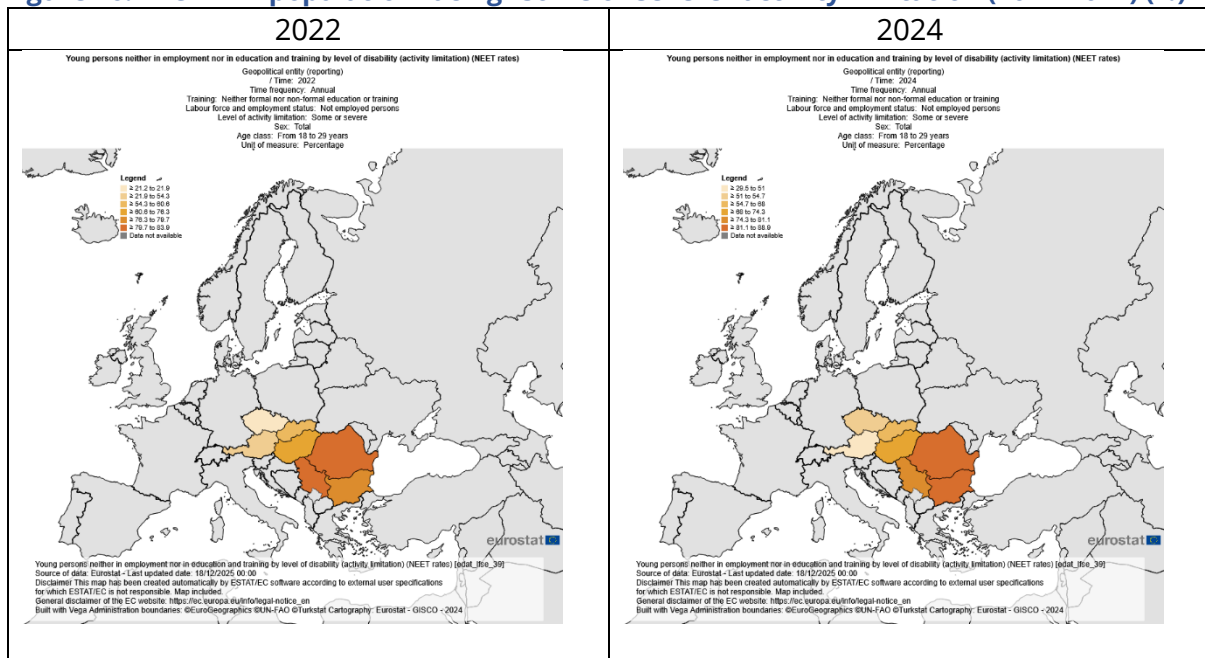 2022
2024
Young persons neither in employment nor in education and training by level of disability (activity limitation) (NEET rates)
Geopolitical entity (reporting)
/ Time: 2022
Time frequency: Annual
Training: Neither formal nor non-formal education or training
Labour force and employment status: Not employed persons
Level of activity limitation: Some or severe
Sex: Total
Age class: From 18 to 29 years
Unit of measure: Percentage
Legend
≥ 21.2 to 21.9
≥ 21.9 to 54.3
≥ 54.3 to 60.6
≥ 60.6 to 76.3
≥ 76.3 to 79.7
≥ 79.7 to 83.9
Data not available
eurostat
Young persons neither in employment nor in education and training by level of disability (activity limitation) (NEET rates) [edat_lfse_39]
Source of data: Eurostat - Last updated date: 18/12/2025 00:00
Disclaimer This map has been created automatically by ESTAT/EC software according to external user specifications
for which ESTAT/EC is not responsible. Map included.
General disclaimer of the EC website: https://ec.europa.eu/info/legal-notice_en
Built with Vega Administration boundaries: ©EuroGeographics ©UN-FAO ©Turkstat Cartography: Eurostat - GISCO - 2024
Young persons neither in employment nor in education and training by level of disability (activity limitation) (NEET rates)
Geopolitical entity (reporting)
/ Time: 2024
Time frequency: Annual
Training: Neither formal nor non-formal education or training
Labour force and employment status: Not employed persons
Level of activity limitation: Some or severe
Sex: Total
Age class: From 18 to 29 years
Unit of measure: Percentage
Legend
≥ 29.5 to 51
≥ 51 to 54.7
≥ 54.7 to 68
≥ 68 to 74.3
≥ 74.3 to 81.1
≥ 81.1 to 88.9
Data not available
eurostat
Young persons neither in employment nor in education and training by level of disability (activity limitation) (NEET rates) [edat_lfse_39]
Source of data: Eurostat - Last updated date: 18/12/2025 00:00
Disclaimer This map has been created automatically by ESTAT/EC software according to external user specifications
for which ESTAT/EC is not responsible. Map included.
General disclaimer of the EC website: https://ec.europa.eu/info/legal-notice_en
Built with Vega Administration boundaries: ©EuroGeographics ©UN-FAO ©Turkstat Cartography: Eurostat - GISCO - 2024